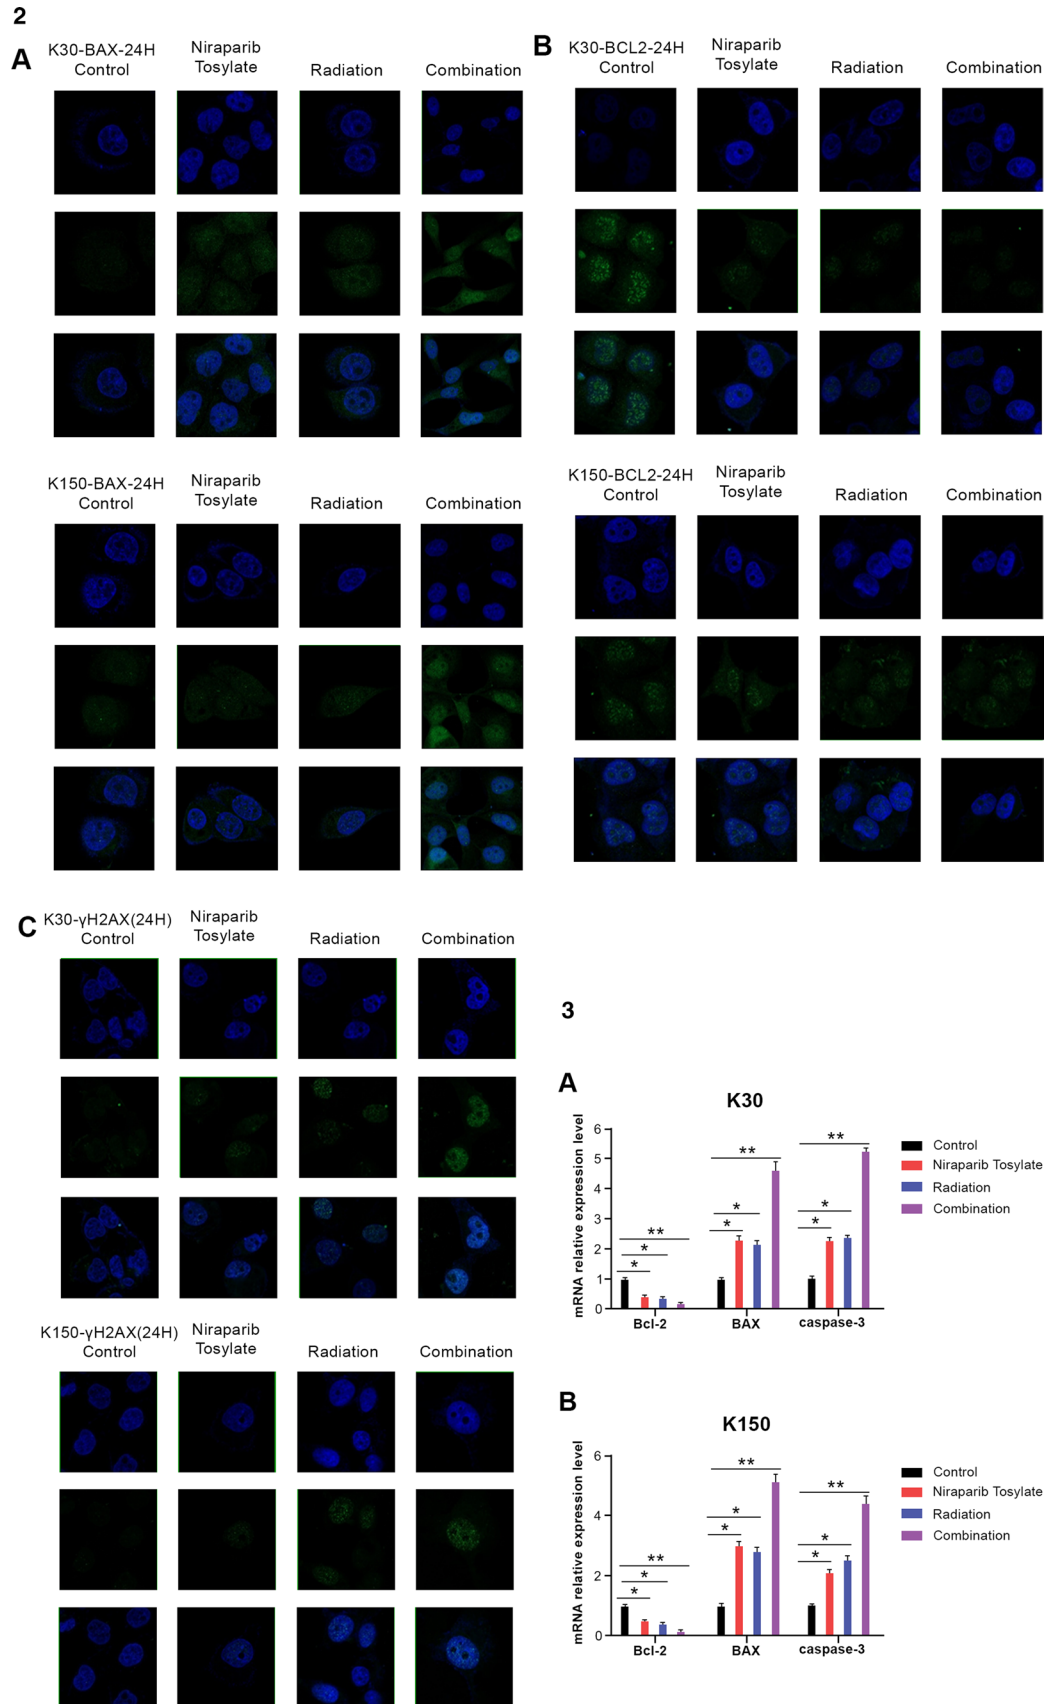 2
A
K30-BAX-24H
Control
Niraparib
Tosylate
Radiation
Combination
B
K30-BCL2-24H
Control
Niraparib
Tosylate
Radiation
Combination
K150-BAX-24H
Control
Niraparib
Tosylate
Radiation
Combination
K150-BCL2-24H
Control
Niraparib
Tosylate
Radiation
Combination
C
K30-γH2AX(24H)
Control
Niraparib
Tosylate
Radiation
Combination
K150-γH2AX(24H)
Control
Niraparib
Tosylate
Radiation
Combination
3
A
K30
mRNA relative expression level
6
5
4
3
2
1
0
**
*
*
**
*
*
**
*
*
Bcl-2
BAX
caspase-3
Control
Niraparib Tosylate
Radiation
Combination
B
K150
mRNA relative expression level
6
4
2
0
**
*
*
**
*
*
**
*
*
Bcl-2
BAX
caspase-3
Control
Niraparib Tosylate
Radiation
Combination